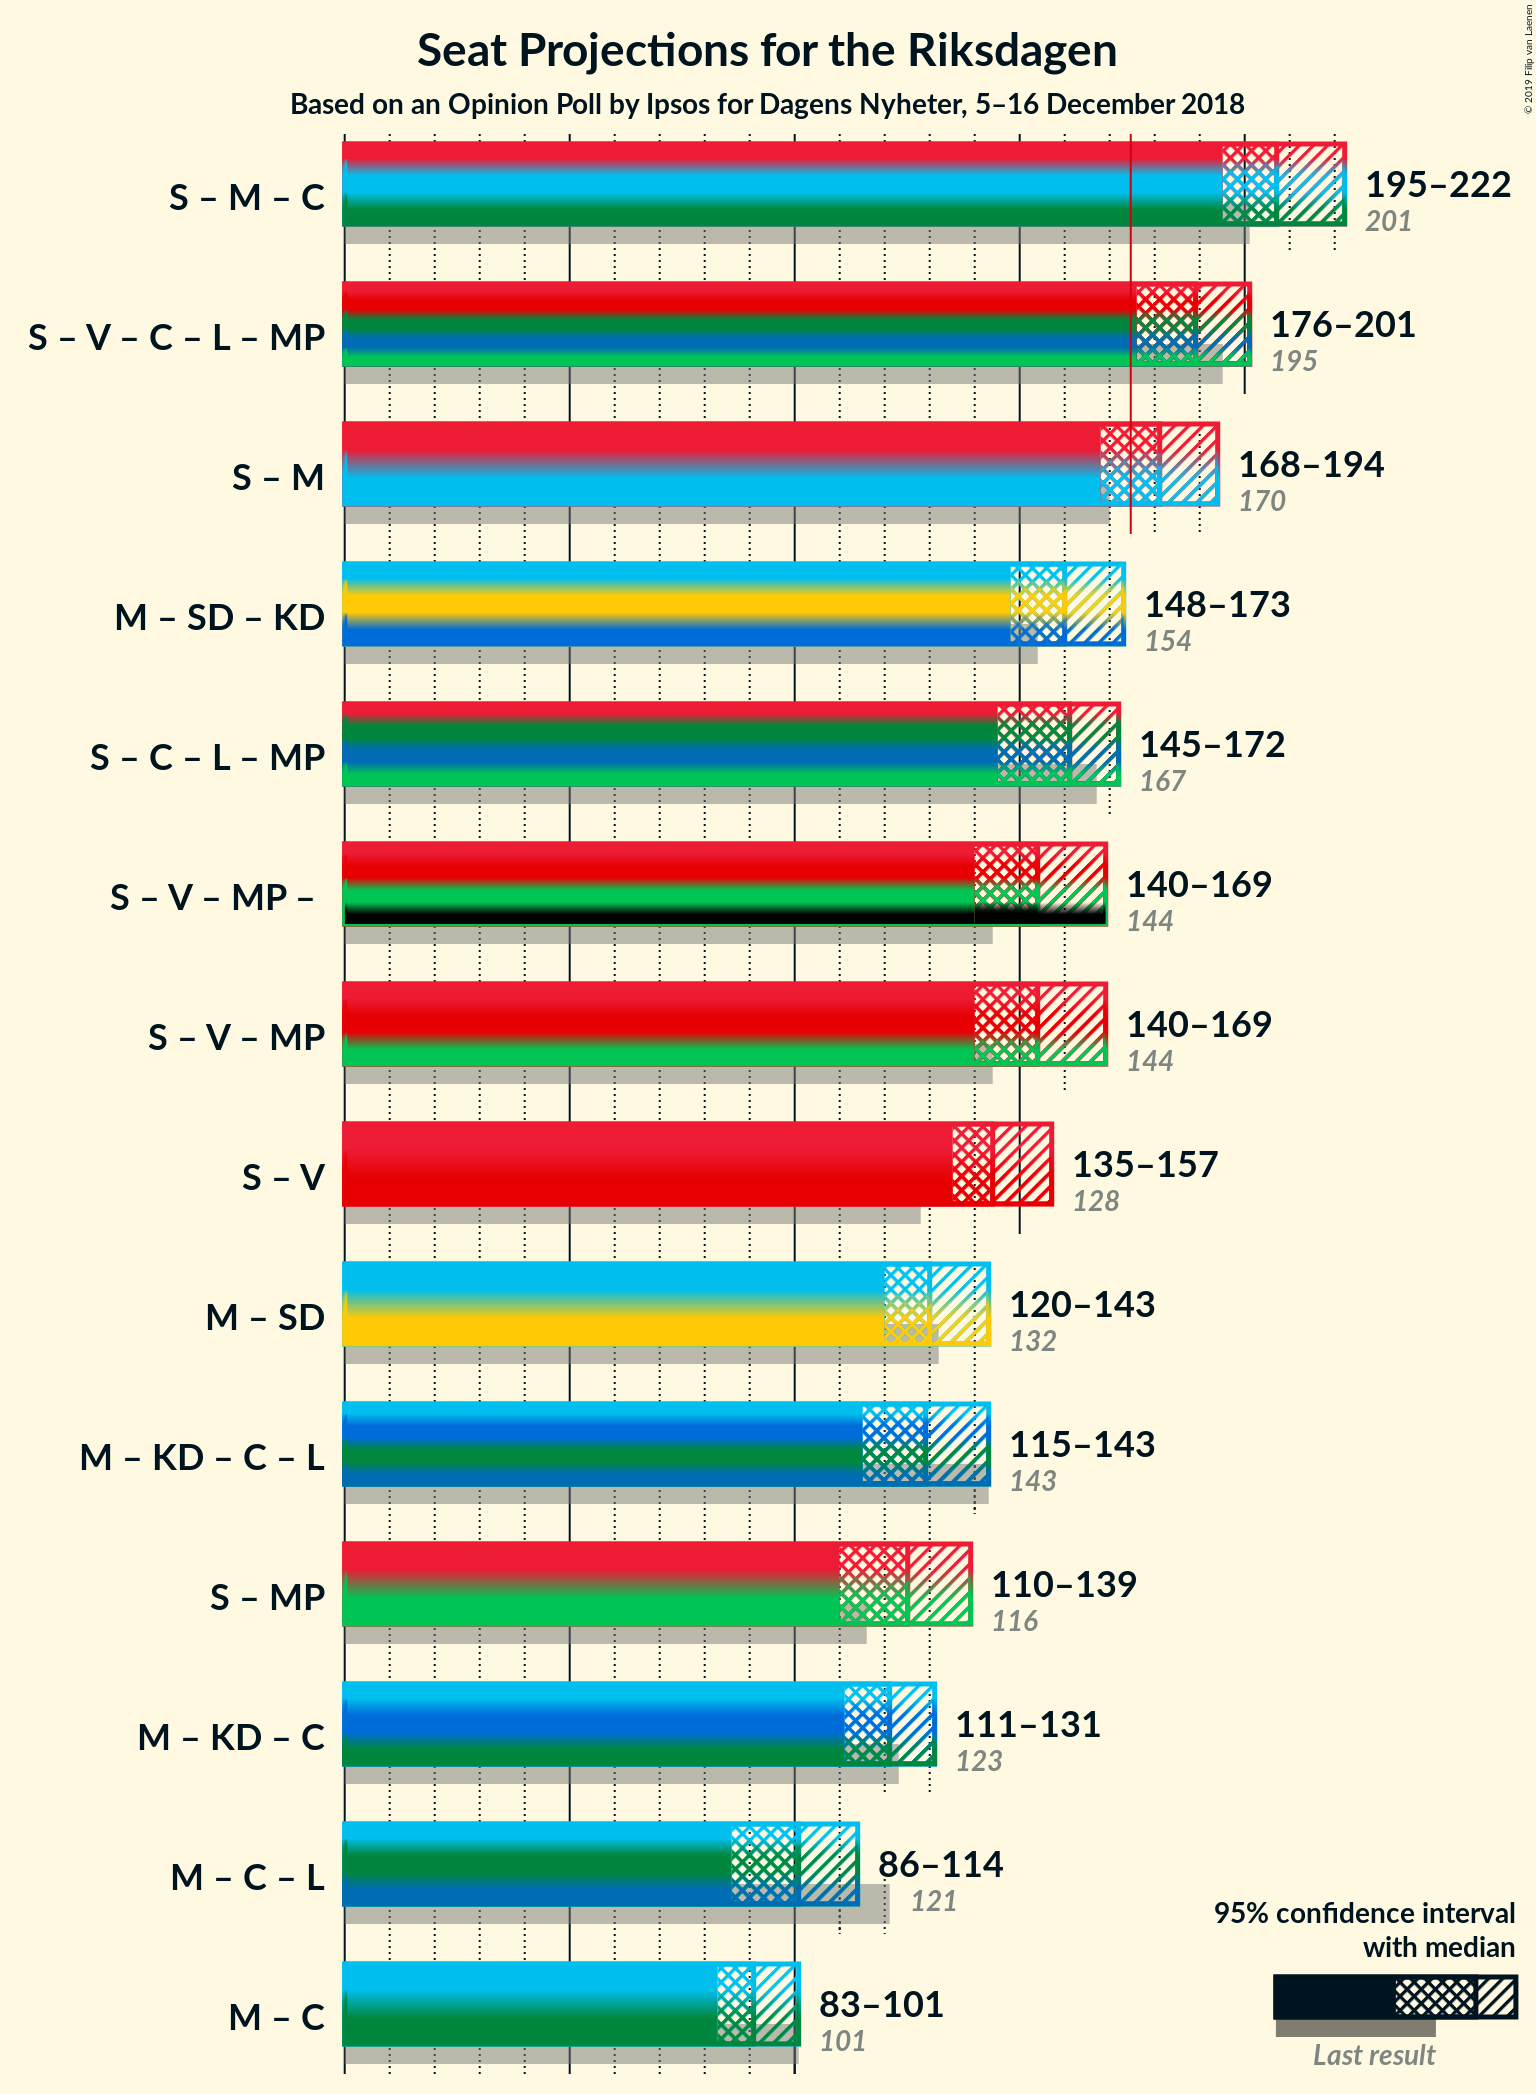 © 2019 Filip van Laenen
Seat Projections for the Riksdagen
Based on an Opinion Poll by Ipsos for Dagens Nyheter, 5–16 December 2018
S – M – C
195–222
201
S – V – C – L – MP
176–201
195
S – M
168–194
170
M – SD – KD
148–173
154
S – C – L – MP
145–172
167
S – V – MP –
140–169
144
S – V – MP
140–169
144
S – V
135–157
128
M – SD
120–143
132
M – KD – C – L
115–143
143
S – MP
110–139
116
M – KD – C
111–131
123
M – C – L
86–114
121
M – C
83–101
101
95% confidence interval
with median
Last result